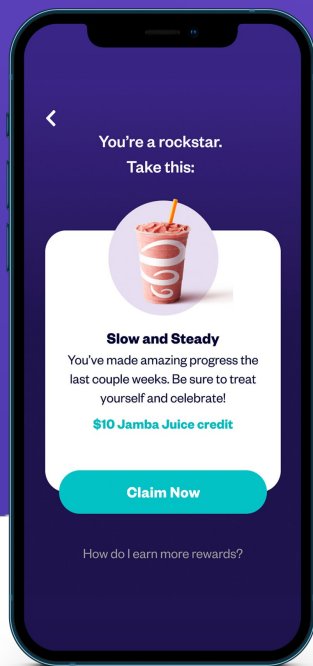 You're a rockstar.
Take this:
Slow and Steady
You've made amazing progress the
last couple weeks. Be sure to treat
yourself and celebrate!
$10 Jamba Juice credit
Claim Now
How do I earn more rewards?